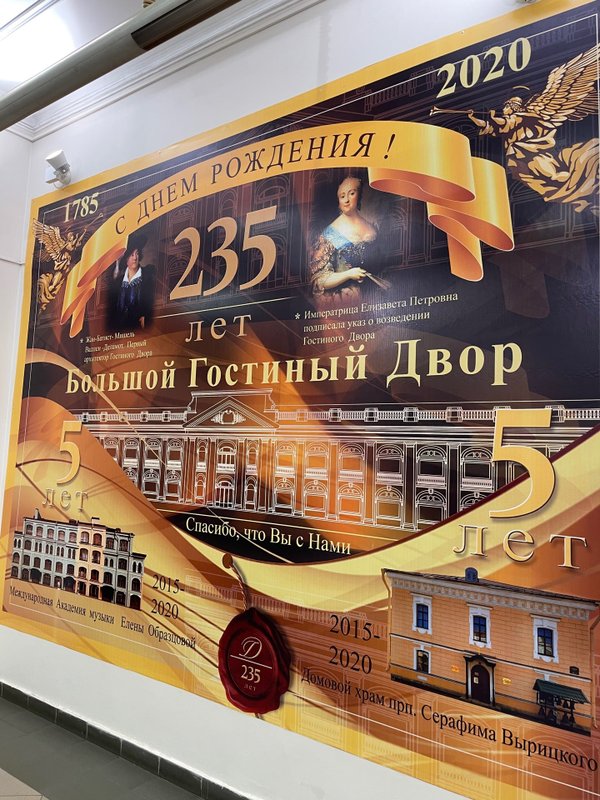 2020
С ДНЕМ РОЖДЕНИЯ!
1785
235
лет
* Жан-Батист-Мишель
Валлен-Деламот. Первый
архитектор Гостиного Двора
* Императрица Елизавета Петровна
подписала указ о возведении
Гостиного Двора
Большой Гостиный Двор
5
лет
5
лет
Спасибо, что Вы с Нами
2015-
2020
Международная Академия музыки Елены Образцовой
2015-
2020
Домовой храм прп. Серафима Вырицкого
D
235
лет